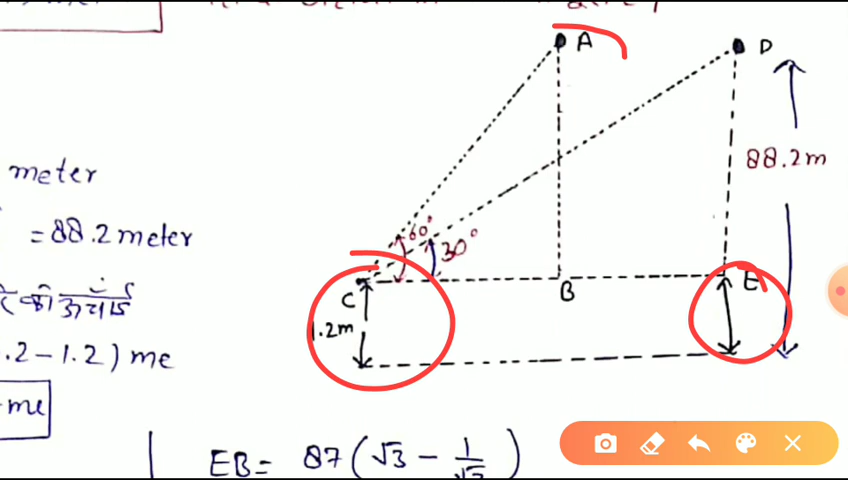 A
D
88.2m
meter
60°
30°
= 88.2 meter
C
B
E
1.2m
.2 – 1.2 ) me
me
EB = 87 ( √3 – 1/√3 )